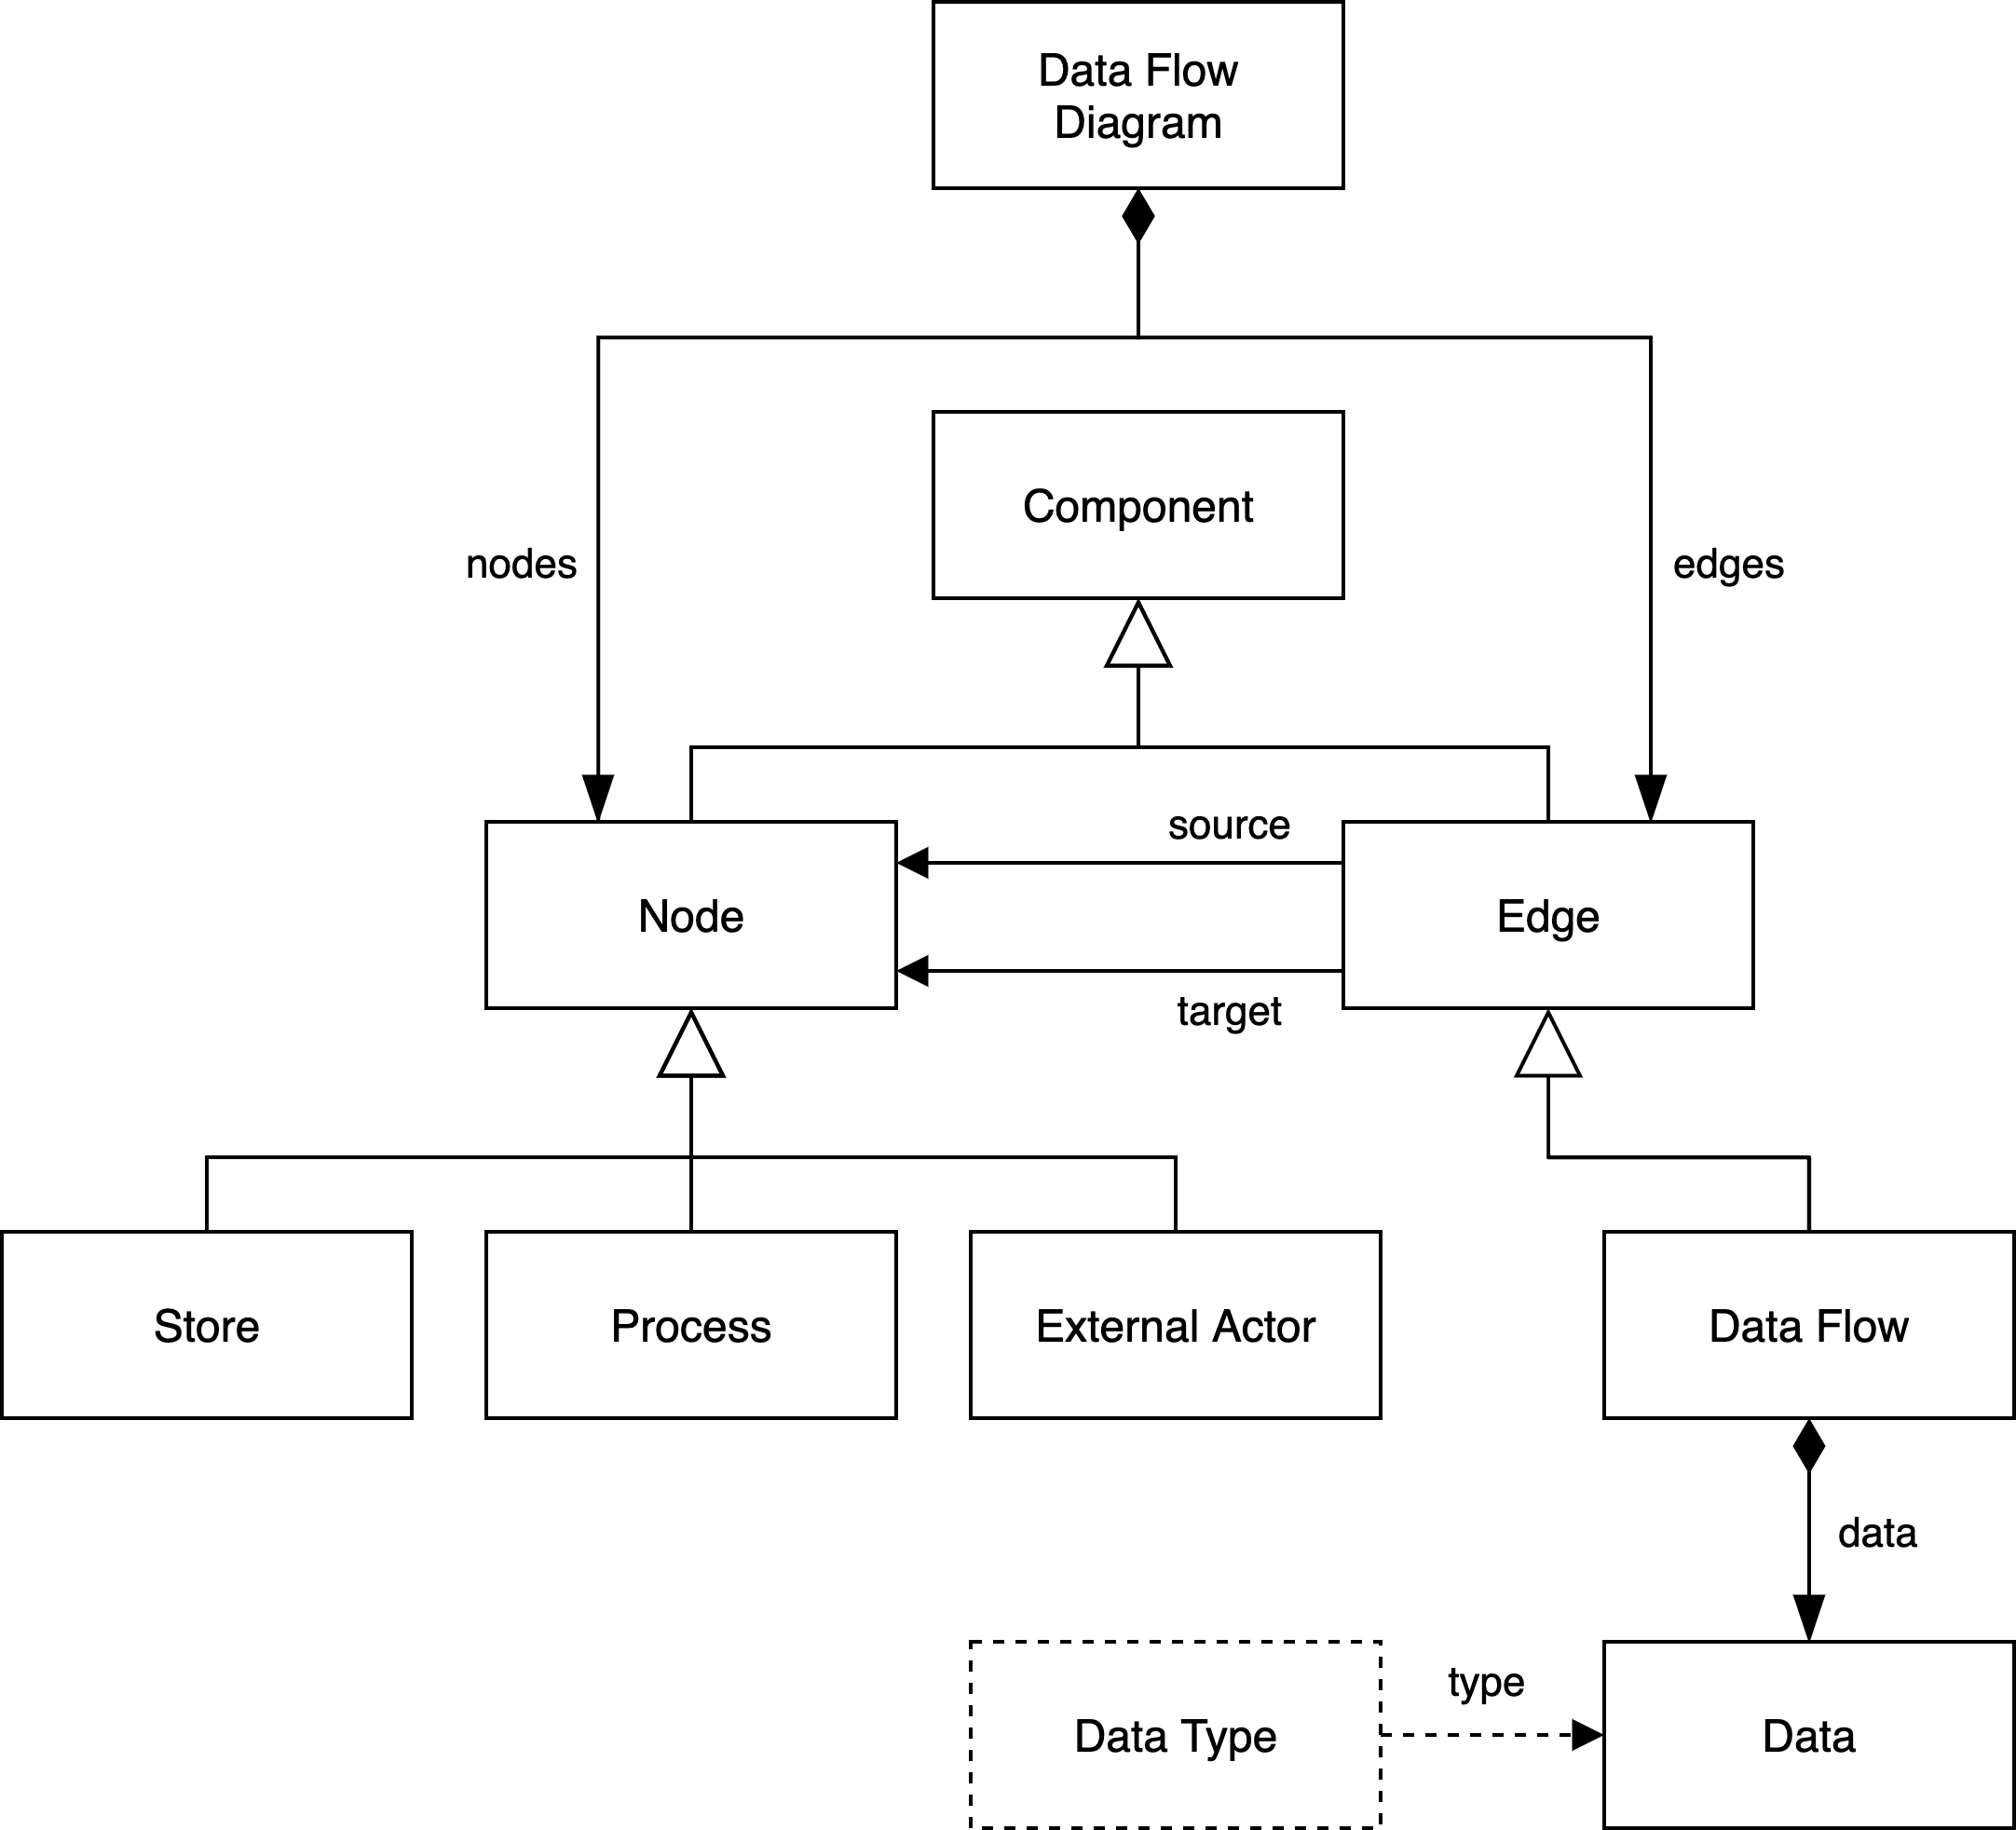 Data Flow
Diagram
Component
nodes
edges
source
Node
Edge
target
Store
Process
External Actor
Data Flow
data
type
Data Type
Data